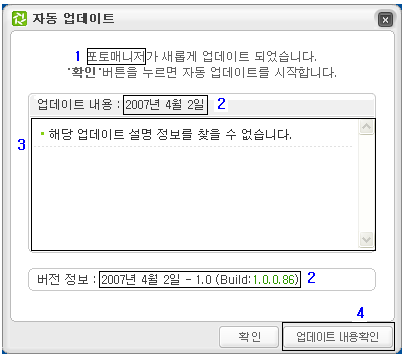 자동 업데이트
1 포토매니저가 새롭게 업데이트 되었습니다.
"확인"버튼을 누르면 자동 업데이트를 시작합니다.
업데이트 내용 : 2007년 4월 2일 2
3
• 해당 업데이트 설명 정보를 찾을 수 없습니다.
버전 정보 : 2007년 4월 2일 - 1.0 (Build:1.0.0.86) 2
4
확인 업데이트 내용확인